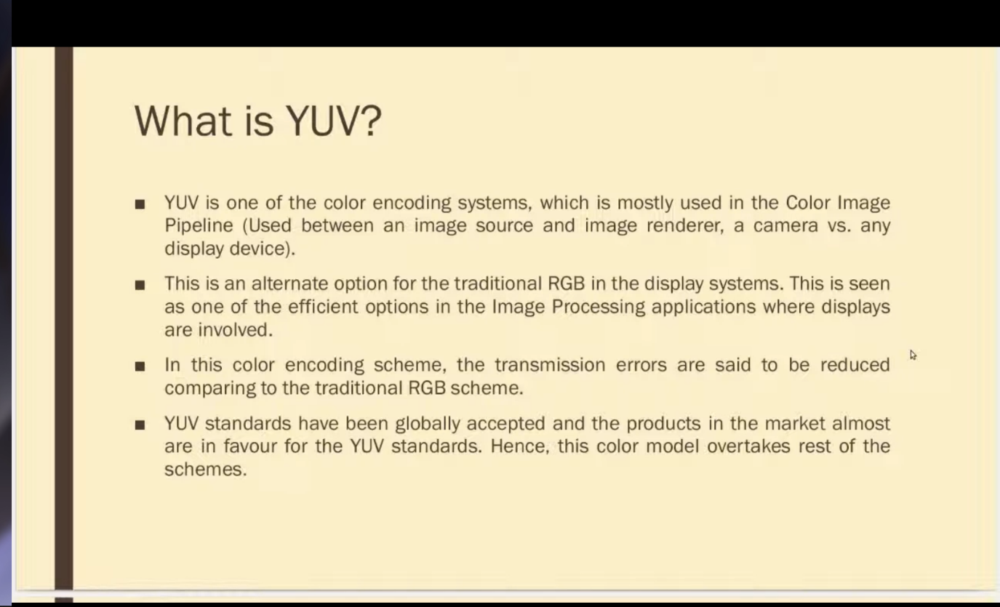 What is YUV?
■ YUV is one of the color encoding systems, which is mostly used in the Color Image
Pipeline (Used between an image source and image renderer, a camera vs. any
display device).
■ This is an alternate option for the traditional RGB in the display systems. This is seen
as one of the efficient options in the Image Processing applications where displays
are involved.
■ In this color encoding scheme, the transmission errors are said to be reduced
comparing to the traditional RGB scheme.
■ YUV standards have been globally accepted and the products in the market almost
are in favour for the YUV standards. Hence, this color model overtakes rest of the
schemes.